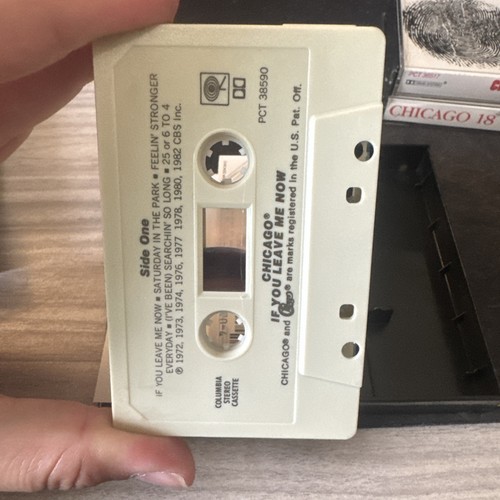 Side One
IF YOU LEAVE ME NOW ■ SATURDAY IN THE PARK ■ FEELIN' STRONGER
EVERYDAY ■ (I'VE BEEN) SEARCHIN' SO LONG ■ 25 or 6 TO 4
℗ 1972, 1973, 1974, 1976, 1977 1978, 1980, 1982 CBS Inc.
COLUMBIA
STEREO
CASSETTE
PCT 38590
CHICAGO®
IF YOU LEAVE ME NOW
CHICAGO® and Chicago® are marks registered in the U.S. Pat. Off.
CHICAGO 18